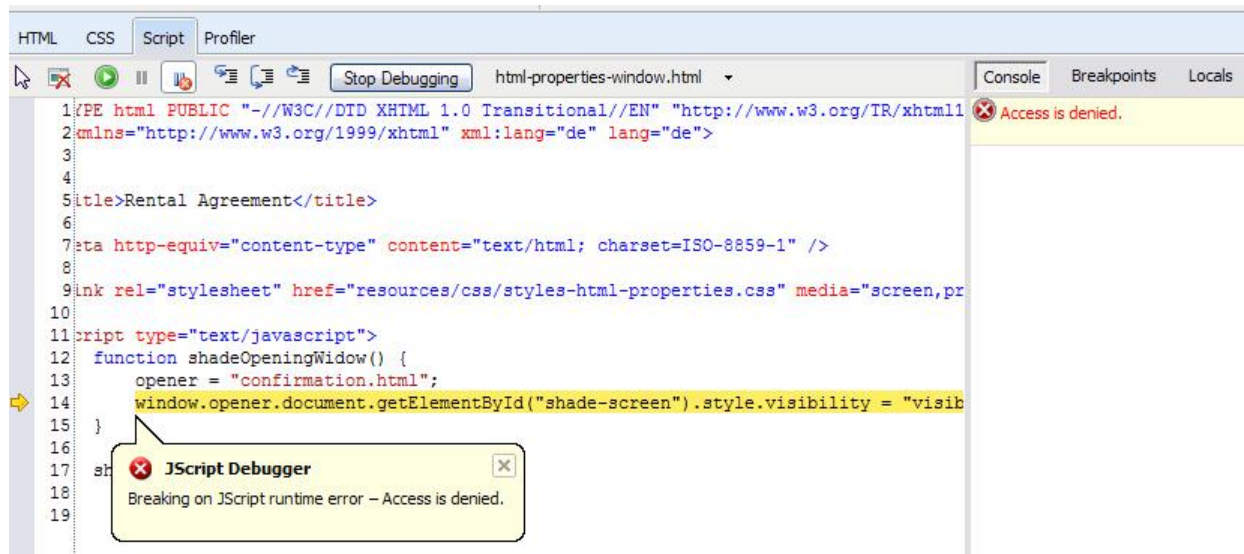 HTML CSS Script Profiler
Stop Debugging html-properties-window.html
Console Breakpoints Locals
1 YPE html PUBLIC "-//W3C//DTD XHTML 1.0 Transitional//EN" "http://www.w3.org/TR/xhtml1
Access is denied.
2 xmlns="http://www.w3.org/1999/xhtml" xml:lang="de" lang="de">
3
4
5 itle>Rental Agreement</title>
6
7 eta http-equiv="content-type" content="text/html; charset=ISO-8859-1" />
8
9 ink rel="stylesheet" href="resources/css/styles-html-properties.css" media="screen,pr
10
11 cript type="text/javascript">
12 function shadeOpeningWidow() {
13 opener = "confirmation.html";
14 window.opener.document.getElementById("shade-screen").style.visibility = "visib
15 }
16
17 sh
18
19
JScript Debugger
Breaking on JScript runtime error – Access is denied.